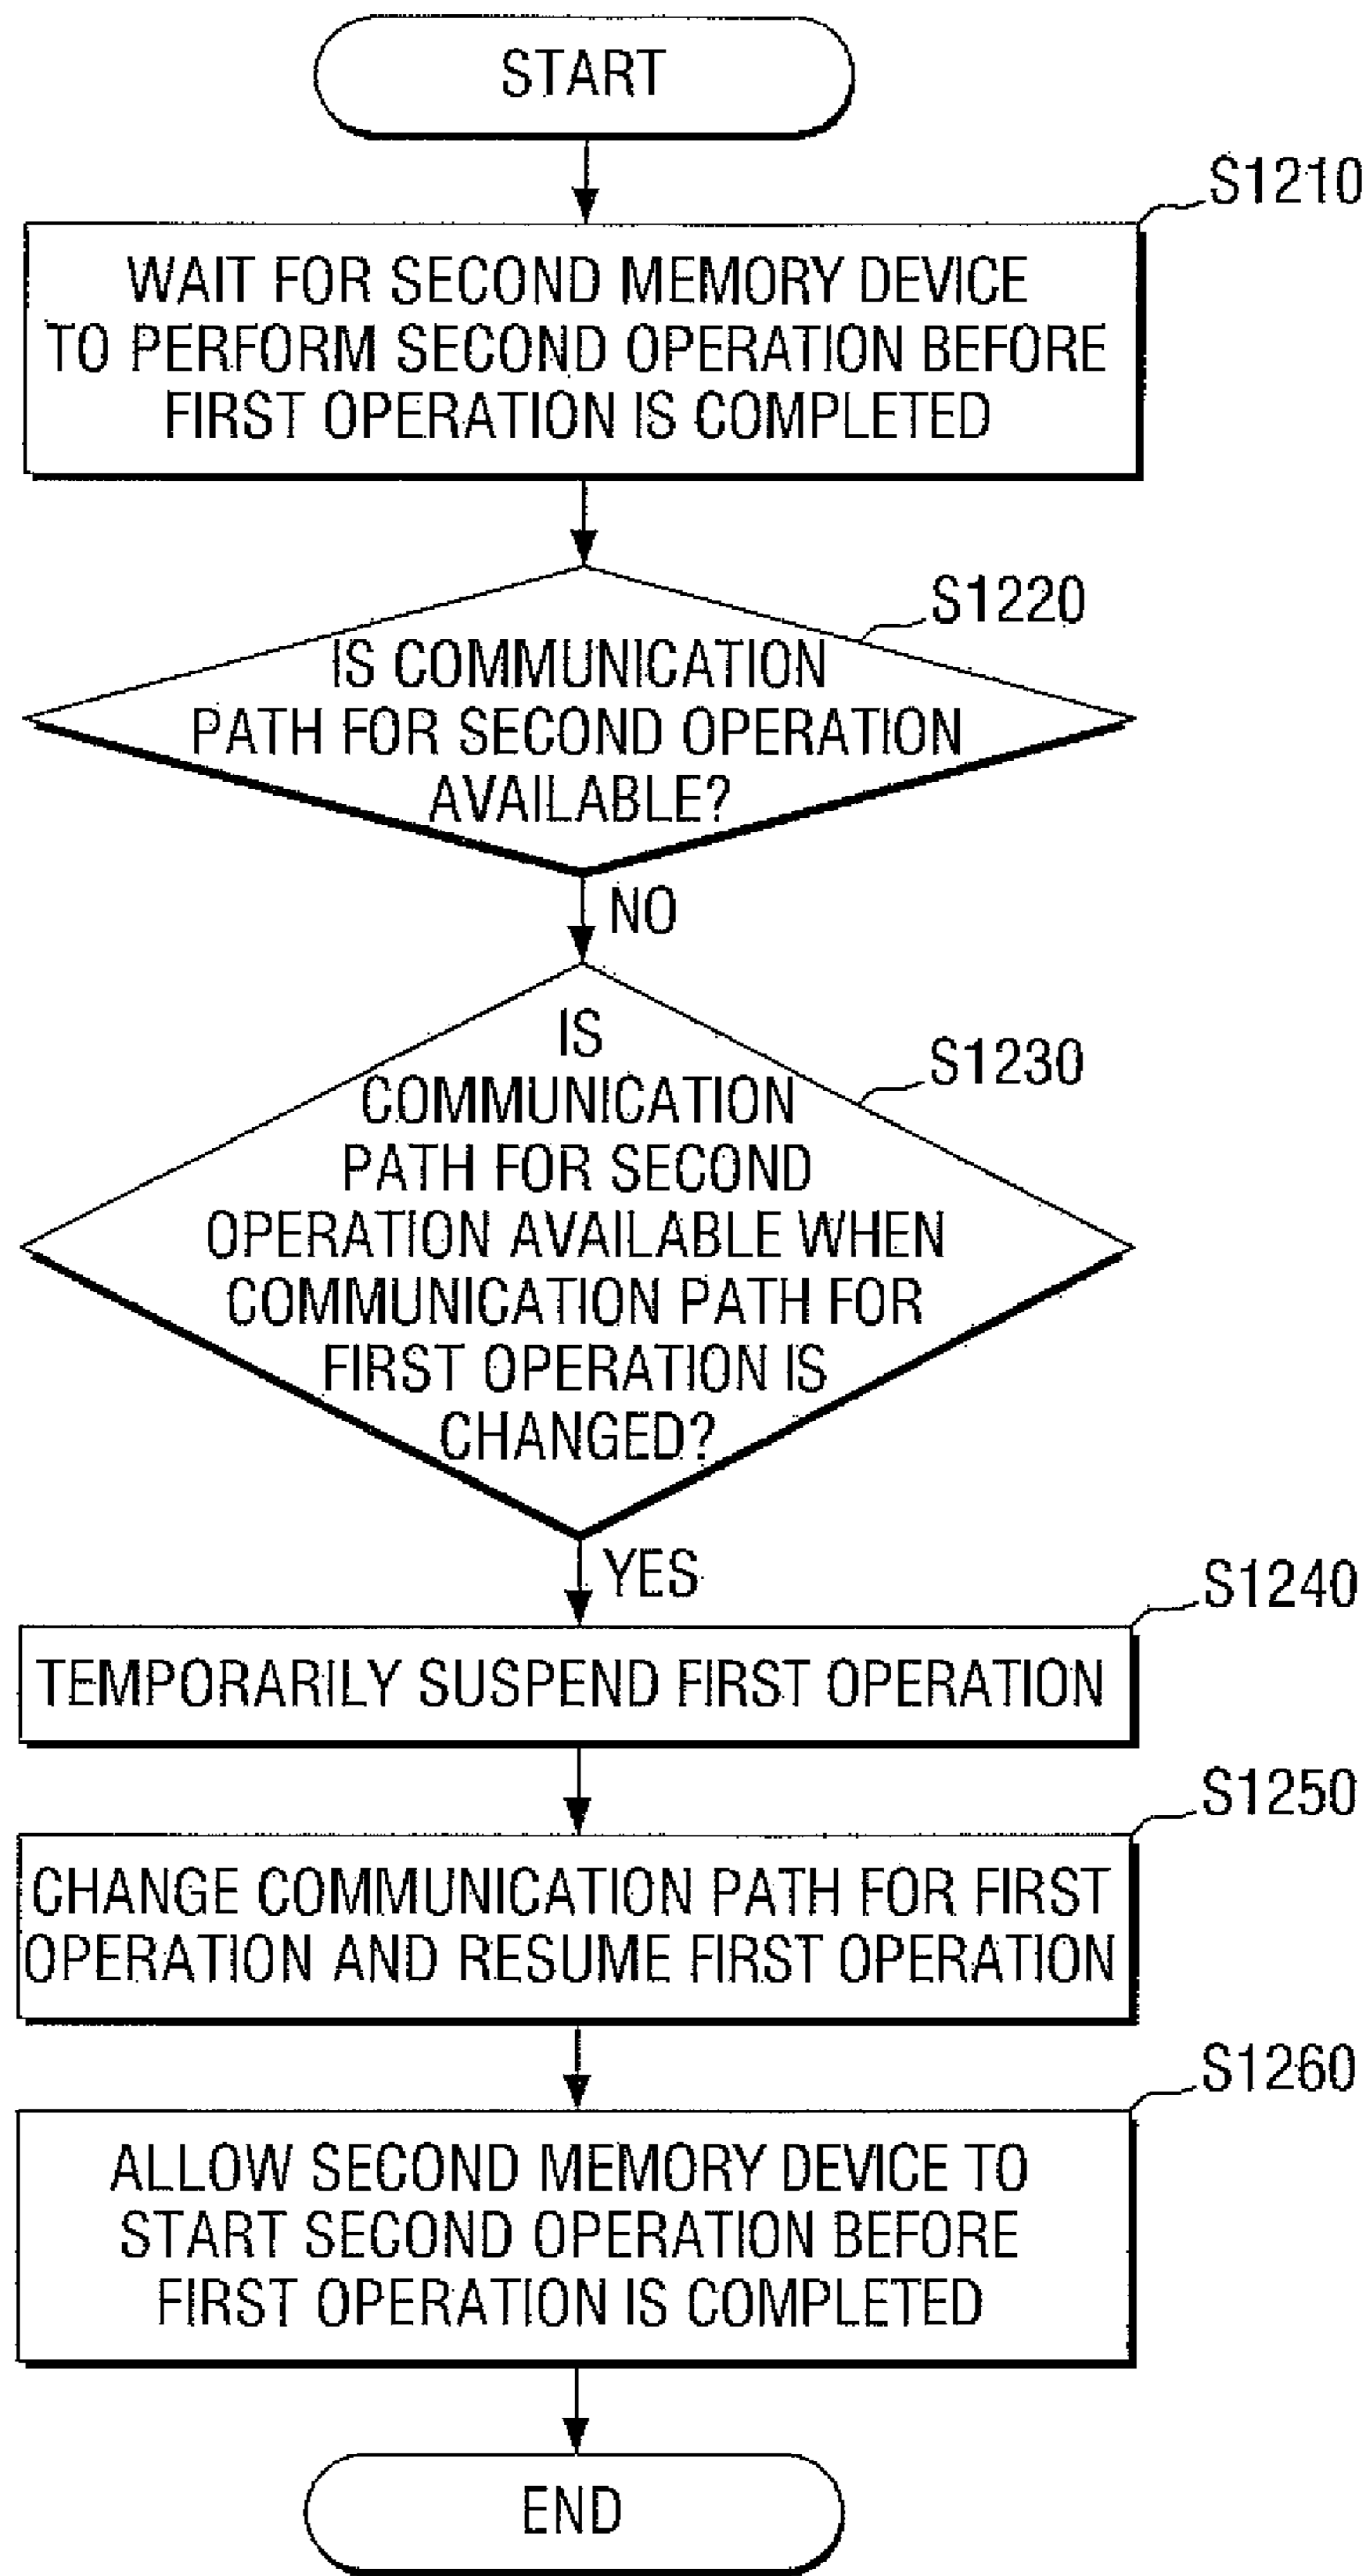 START
S1210
WAIT FOR SECOND MEMORY DEVICE
TO PERFORM SECOND OPERATION BEFORE
FIRST OPERATION IS COMPLETED
S1220
IS COMMUNICATION
PATH FOR SECOND OPERATION
AVAILABLE?
NO
S1230
IS
COMMUNICATION
PATH FOR SECOND
OPERATION AVAILABLE WHEN
COMMUNICATION PATH FOR
FIRST OPERATION IS
CHANGED?
YES
S1240
TEMPORARILY SUSPEND FIRST OPERATION
S1250
CHANGE COMMUNICATION PATH FOR FIRST
OPERATION AND RESUME FIRST OPERATION
S1260
ALLOW SECOND MEMORY DEVICE TO
START SECOND OPERATION BEFORE
FIRST OPERATION IS COMPLETED
END